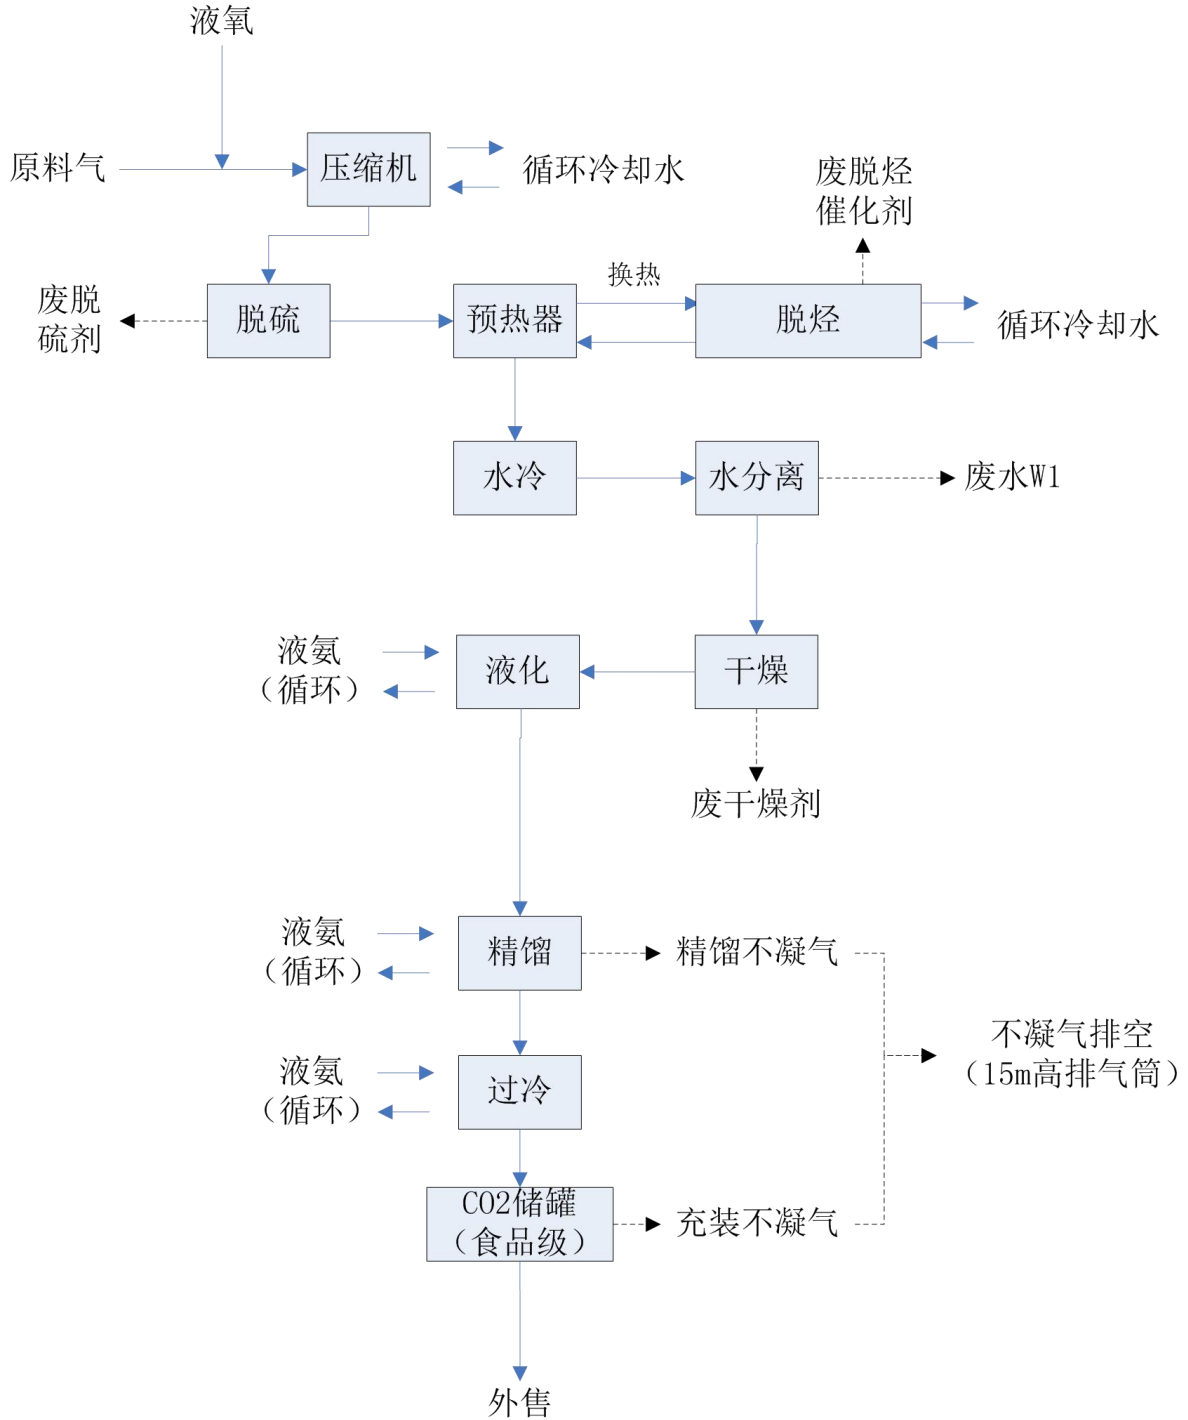 液氧
原料气
压缩机
循环冷却水
废脱烃
催化剂
换热
废脱
硫剂
脱硫
预热器
脱烃
循环冷却水
水冷
水分离
废水W1
液氨
（循环）
液化
干燥
废干燥剂
液氨
（循环）
精馏
精馏不凝气
不凝气排空
（15m高排气筒）
液氨
（循环）
过冷
CO2储罐
（食品级）
充装不凝气
外售